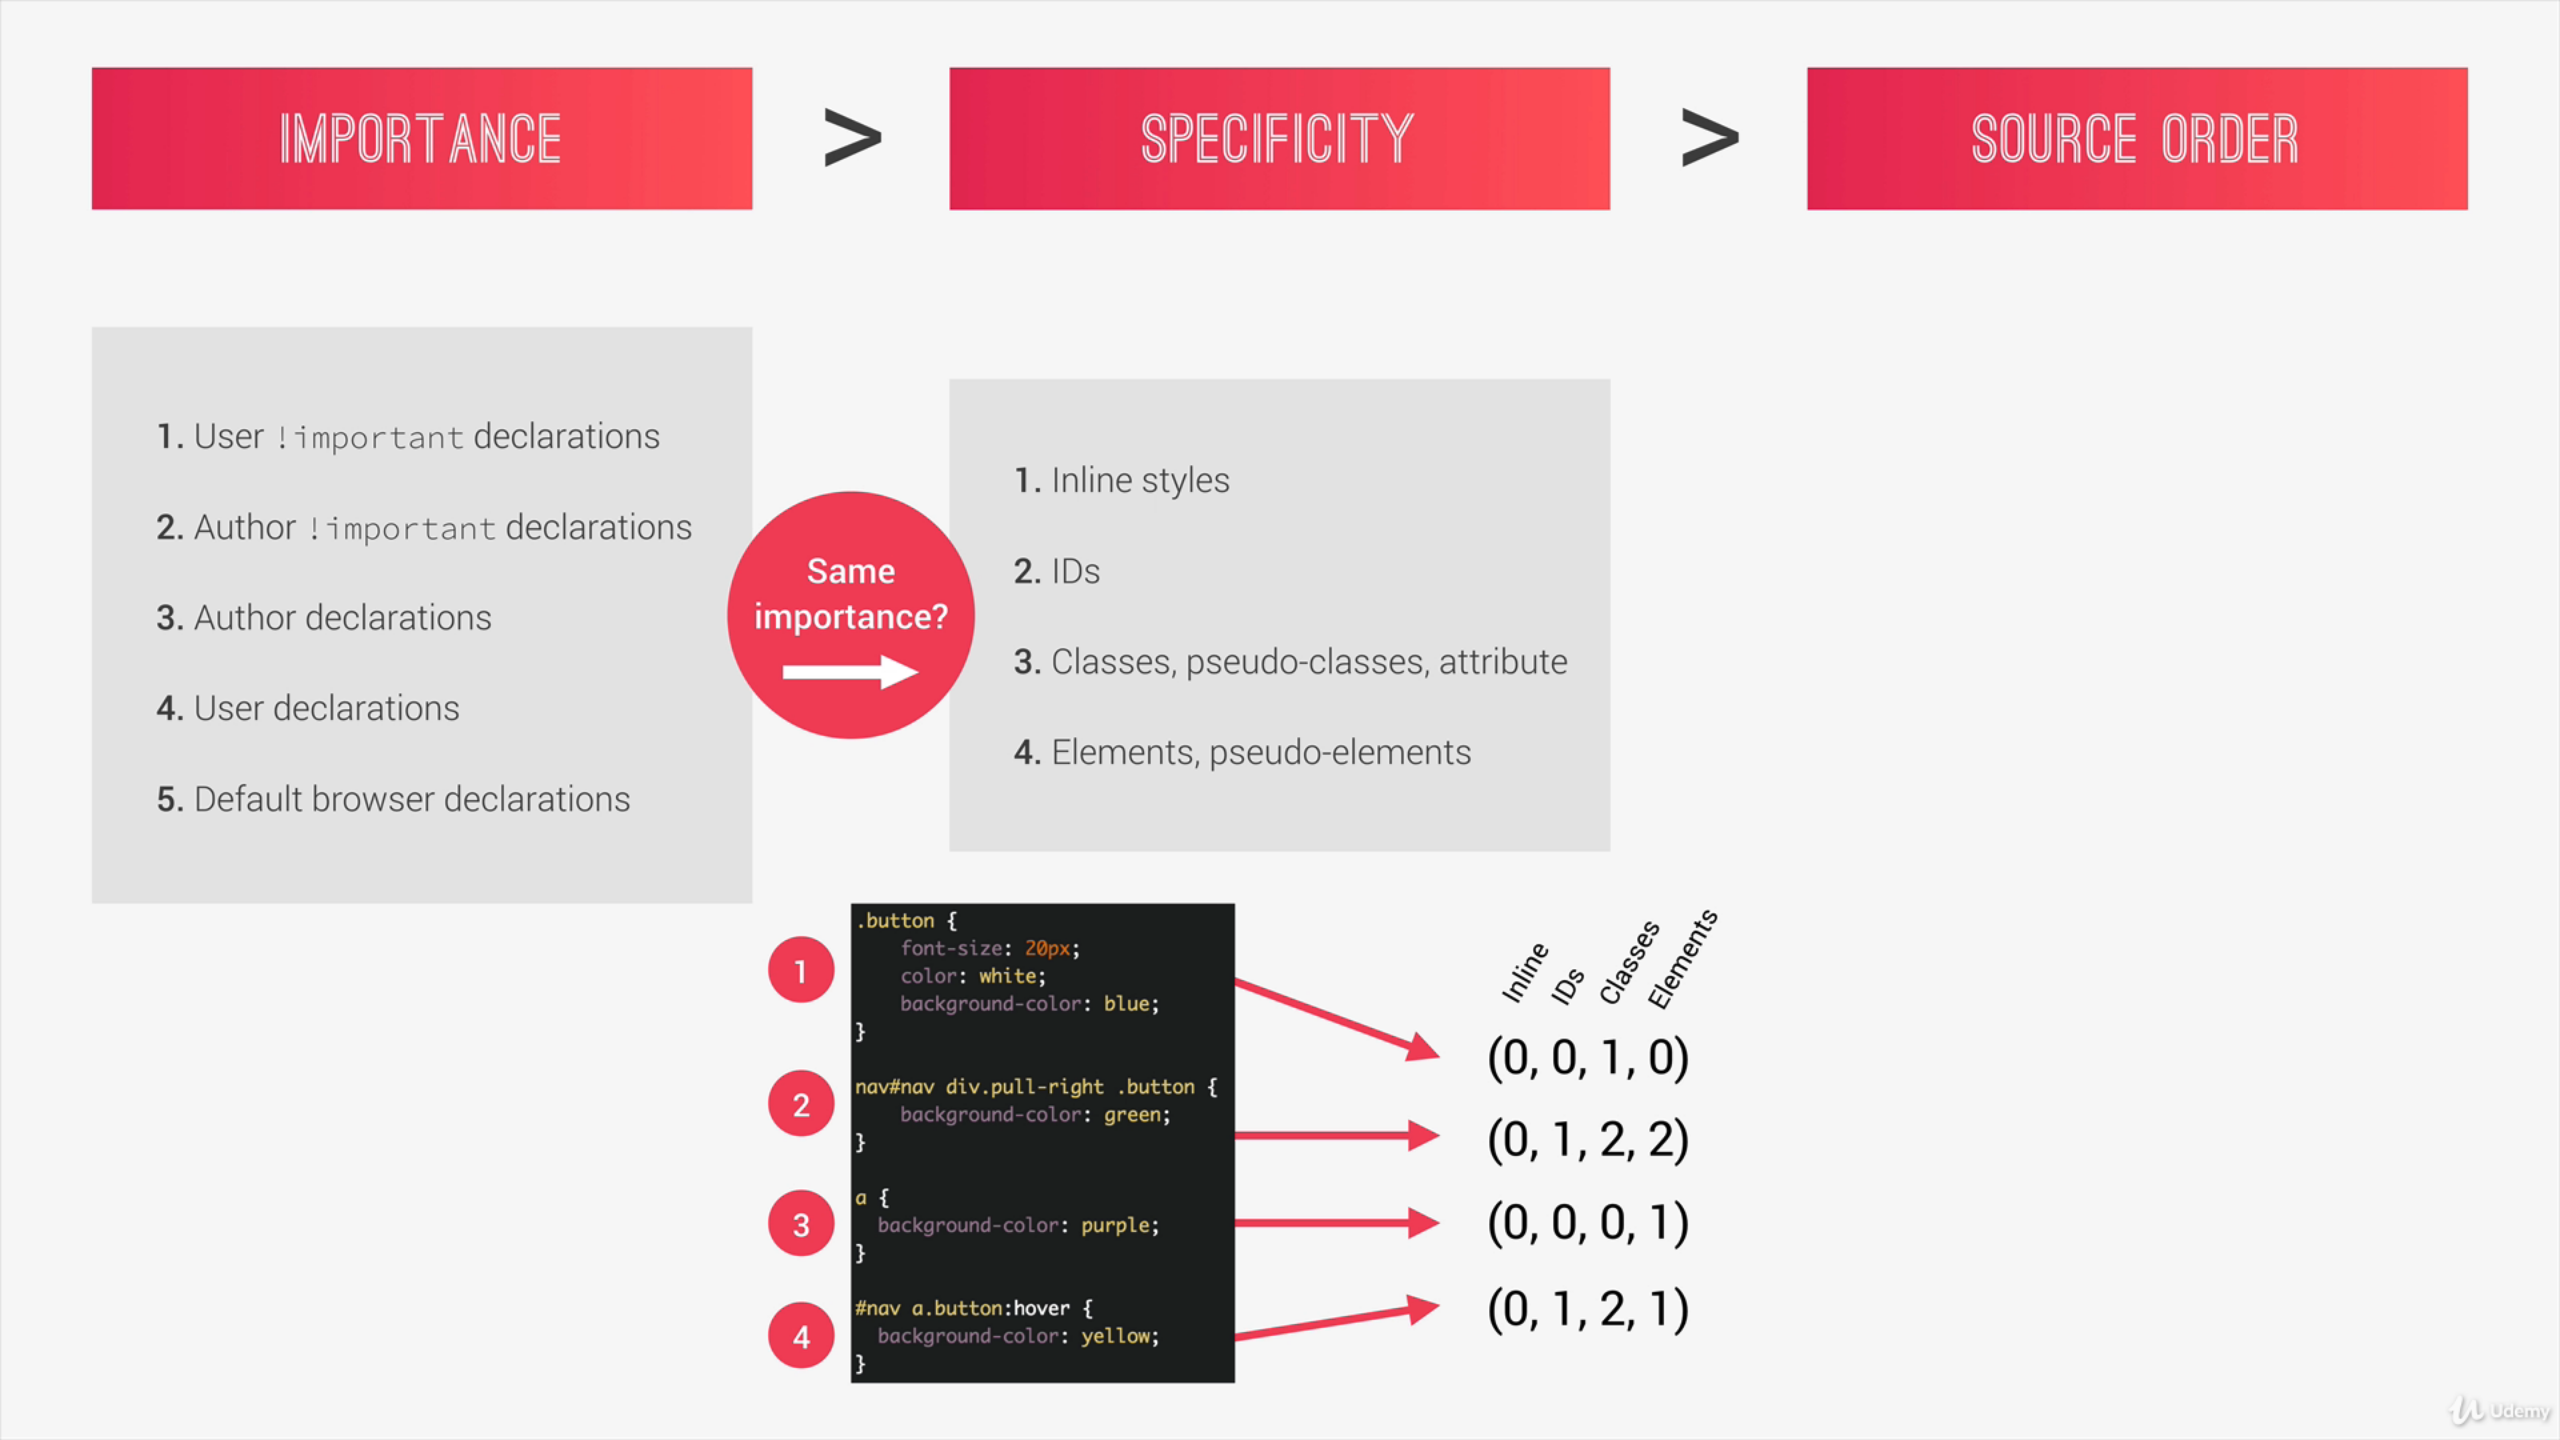 IMPORTANCE
>
SPECIFICITY
>
SOURCE ORDER
1. User !important declarations
2. Author !important declarations
3. Author declarations
4. User declarations
5. Default browser declarations
Same
importance?
1. Inline styles
2. IDs
3. Classes, pseudo-classes, attribute
4. Elements, pseudo-elements
1
.button {
    font-size: 20px;
    color: white;
    background-color: blue;
}
2
nav#nav div.pull-right .button {
    background-color: green;
}
3
a {
  background-color: purple;
}
4
#nav a.button:hover {
  background-color: yellow;
}
Inline
IDs
Classes
Elements
(0, 0, 1, 0)
(0, 1, 2, 2)
(0, 0, 0, 1)
(0, 1, 2, 1)
Udemy